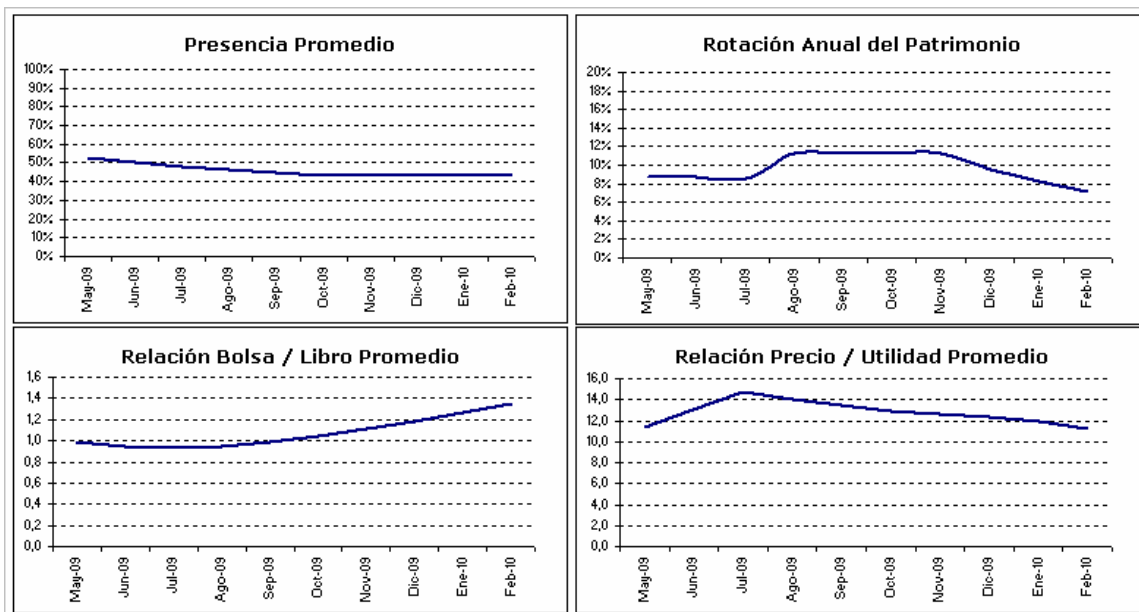 Presencia Promedio
100%
90%
80%
70%
60%
50%
40%
30%
20%
10%
0%
May-09
Jun-09
Jul-09
Ago-09
Sep-09
Oct-09
Nov-09
Dic-09
Ene-10
Feb-10
Rotación Anual del Patrimonio
20%
18%
16%
14%
12%
10%
8%
6%
4%
2%
0%
May-09
Jun-09
Jul-09
Ago-09
Sep-09
Oct-09
Nov-09
Dic-09
Ene-10
Feb-10
Relación Bolsa / Libro Promedio
1,6
1,4
1,2
1,0
0,8
0,6
0,4
0,2
0,0
May-09
Jun-09
Jul-09
Ago-09
Sep-09
Oct-09
Nov-09
Dic-09
Ene-10
Feb-10
Relación Precio / Utilidad Promedio
16,0
14,0
12,0
10,0
8,0
6,0
4,0
2,0
0,0
May-09
Jun-09
Jul-09
Ago-09
Sep-09
Oct-09
Nov-09
Dic-09
Ene-10
Feb-10